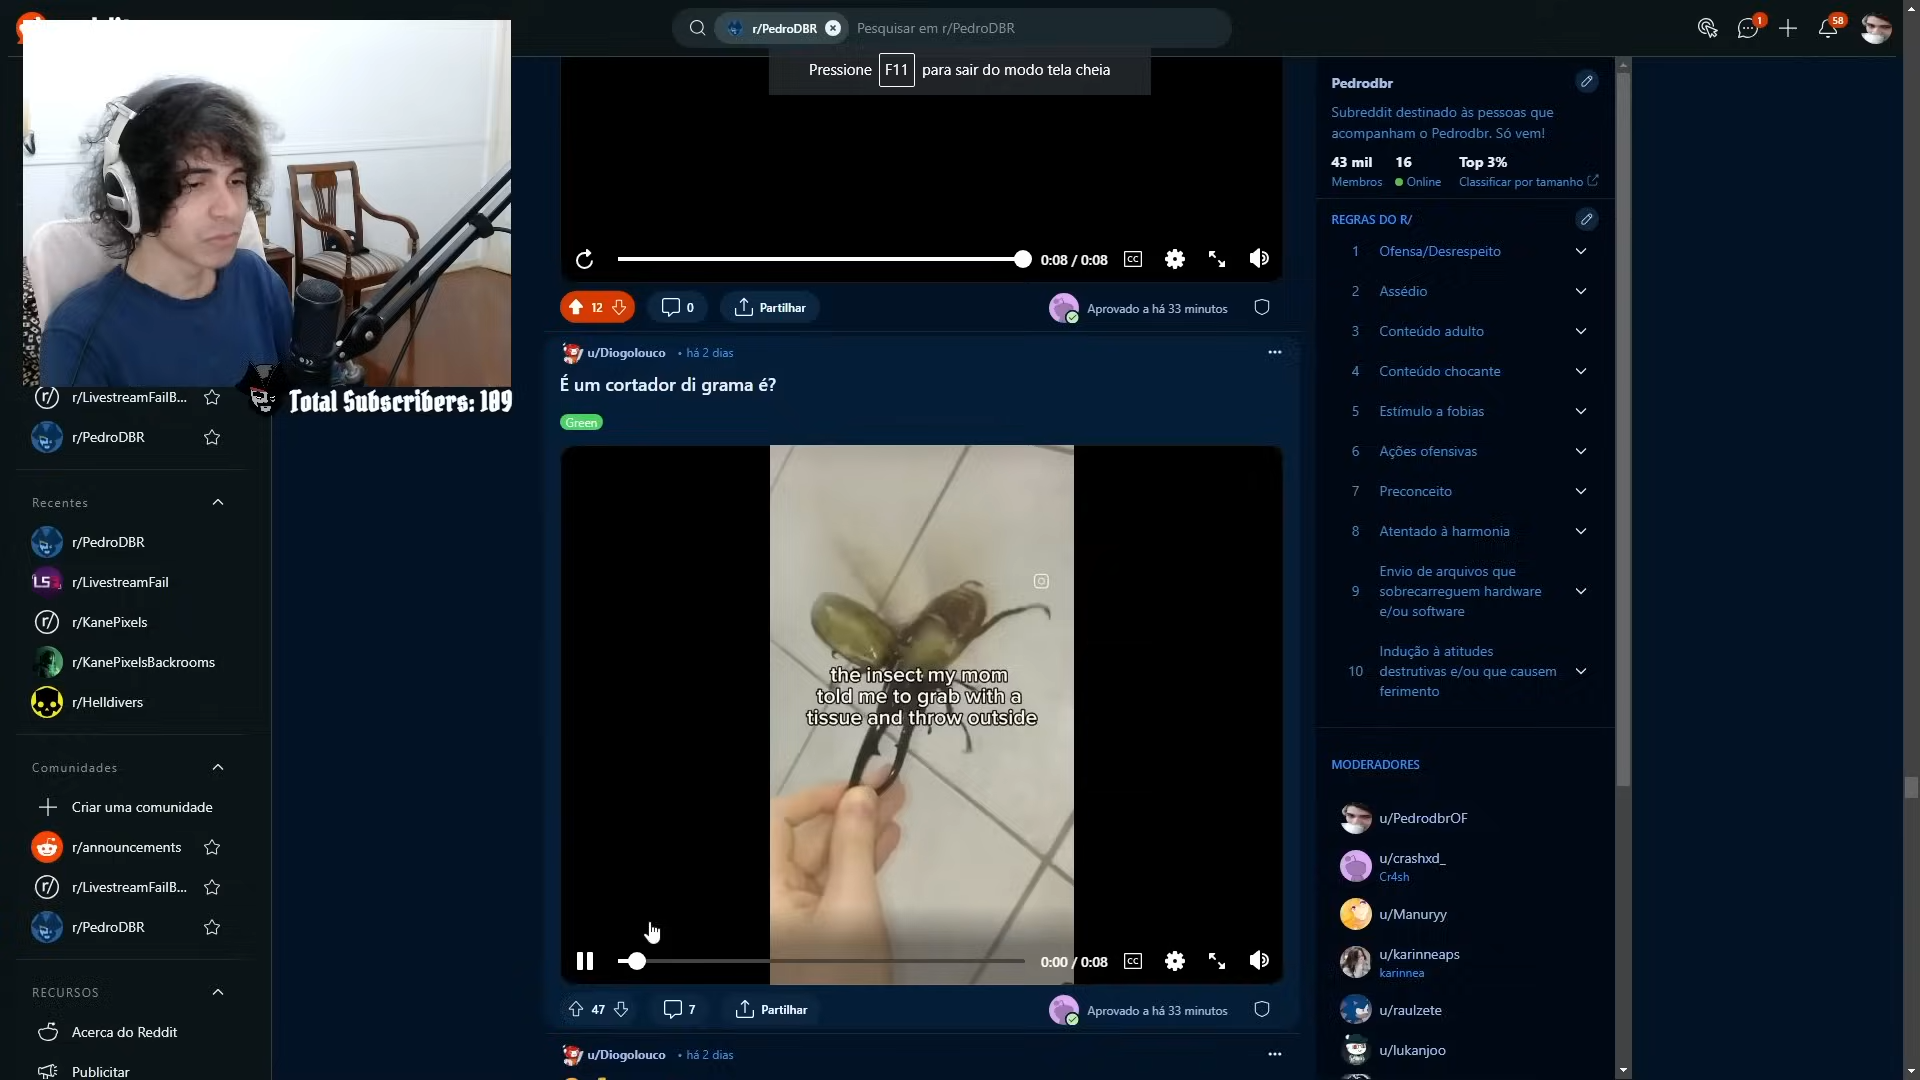 r/PedroDBR
Pesquisar em r/PedroDBR
1
58
Pressione F11 para sair do modo tela cheia
Total Subscribers: 109
r/LivestreamFailB...
r/PedroDBR
Recentes
r/PedroDBR
r/LivestreamFail
r/KanePixels
r/KanePixelsBackrooms
r/Helldivers
Comunidades
Criar uma comunidade
r/announcements
r/LivestreamFailB...
r/PedroDBR
RECURSOS
Acerca do Reddit
Publicitar
0:08 / 0:08
CC
12
0
Partilhar
Aprovado a há 33 minutos
u/Diogolouco • há 2 dias
É um cortador di grama é?
Green
the insect my mom
told me to grab with a
tissue and throw outside
0:00 / 0:08
CC
47
7
Partilhar
Aprovado a há 33 minutos
u/Diogolouco • há 2 dias
Pedrodbr
Subreddit destinado às pessoas que
acompanham o Pedrodbr. Só vem!
43 mil 16 Top 3%
Membros Online Classificar por tamanho
REGRAS DO R/
1 Ofensa/Desrespeito
2 Assédio
3 Conteúdo adulto
4 Conteúdo chocante
5 Estímulo a fobias
6 Ações ofensivas
7 Preconceito
8 Atentado à harmonia
9 Envio de arquivos que
sobrecarreguem hardware
e/ou software
10 Indução à atitudes
destrutivas e/ou que causem
ferimento
MODERADORES
u/PedrodbrOF
u/crashxd_
Cr4sh
u/Manuryy
u/karinneaps
karinnea
u/raulzete
u/lukanjoo